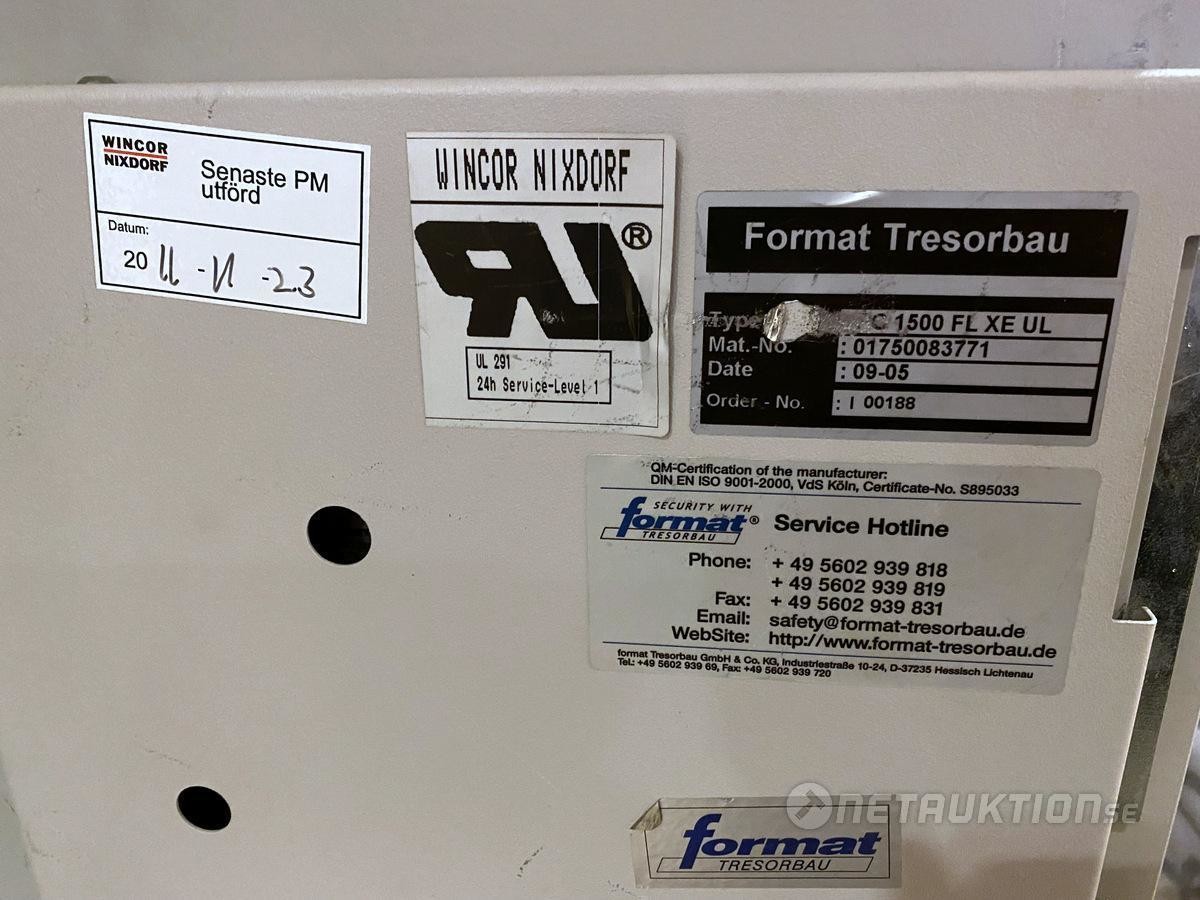 WINCOR
NIXDORF
Senaste PM
utförd
Datum:
20 11 - 11 - 23
WINCOR NIXDORF
RU®
UL 291
24h Service-Level 1
Format Tresorbau
Type C 1500 FL XE UL
Mat.-No. : 01750083771
Date : 09-05
Order - No. : I 00188
QM-Certification of the manufacturer:
DIN EN ISO 9001-2000, VdS Köln, Certificate-No. S895033
SECURITY WITH
format®
TRESORBAU
Service Hotline
Phone: + 49 5602 939 818
+ 49 5602 939 819
Fax: + 49 5602 939 831
Email: safety@format-tresorbau.de
WebSite: http://www.format-tresorbau.de
format Tresorbau GmbH & Co. KG, Industriestraße 10-24, D-37235 Hessisch Lichtenau
Tel.: +49 5602 939 69, Fax: +49 5602 939 720
format
TRESORBAU
NETAUKTION.SE